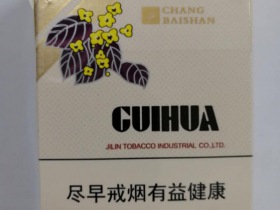 CHANG
BAISHAN
GUIHUA
JILIN TOBACCO INDUSTRIAL CO.,LTD.
尽早戒烟有益健康